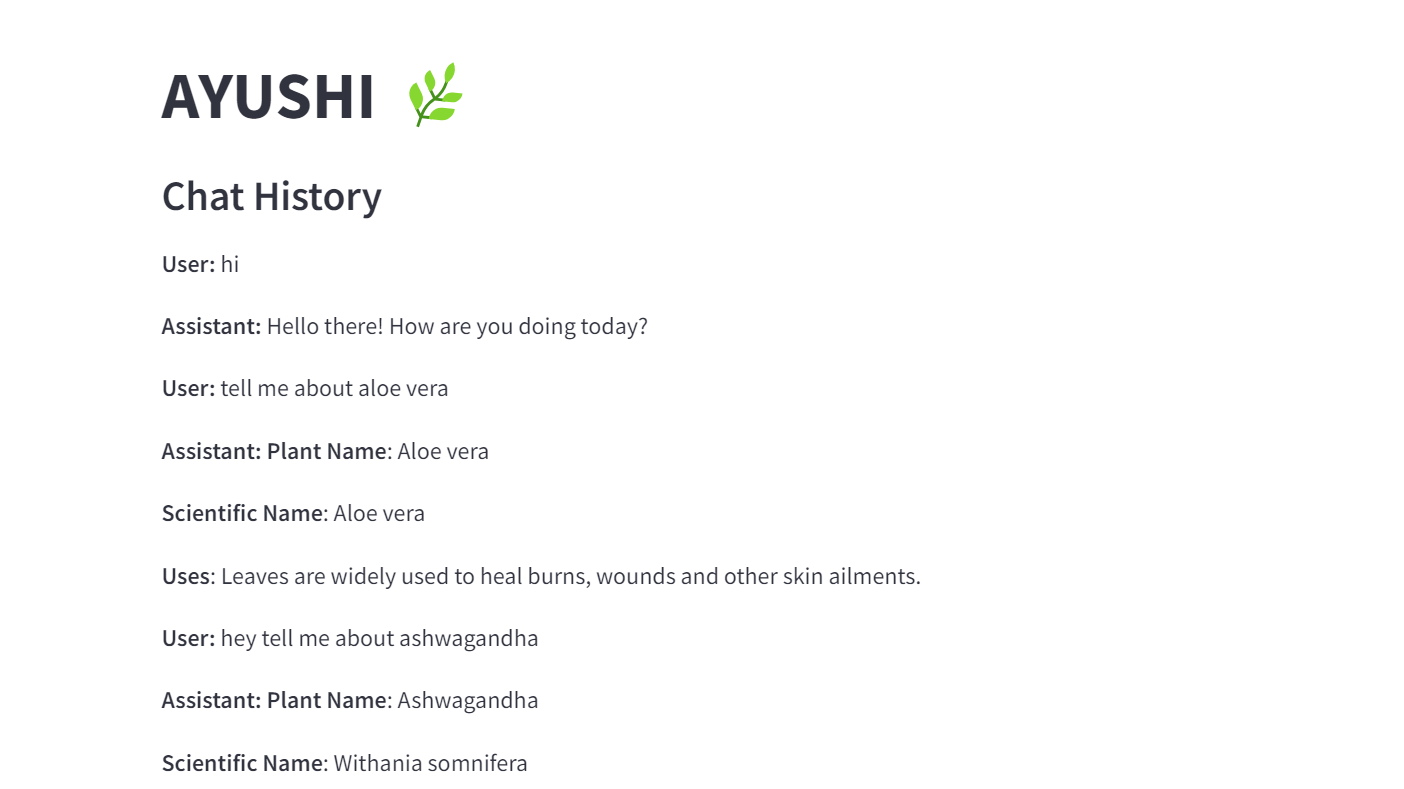 AYUSHI
Chat History
User: hi
Assistant: Hello there! How are you doing today?
User: tell me about aloe vera
Assistant: Plant Name: Aloe vera
Scientific Name: Aloe vera
Uses: Leaves are widely used to heal burns, wounds and other skin ailments.
User: hey tell me about ashwagandha
Assistant: Plant Name: Ashwagandha
Scientific Name: Withania somnifera